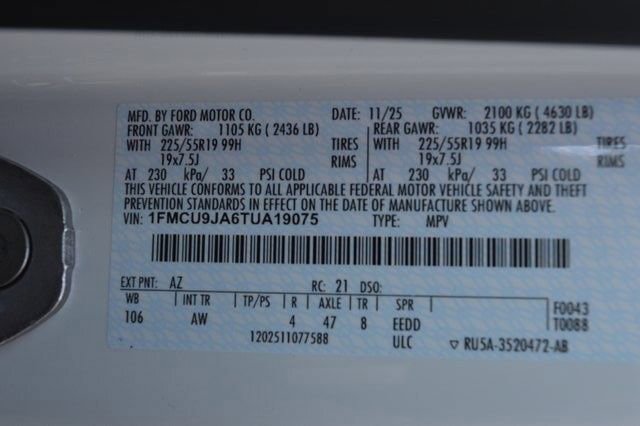 MFD. BY FORD MOTOR CO. DATE: 11/25 GVWR: 2100 KG ( 4630 LB)
FRONT GAWR: 1105 KG ( 2436 LB) REAR GAWR: 1035 KG ( 2282 LB)
WITH 225/55R19 99H TIRES WITH 225/55R19 99H TIRES
19x7.5J RIMS 19x7.5J RIMS
AT 230 kPa/ 33 PSI COLD AT 230 kPa/ 33 PSI COLD
THIS VEHICLE CONFORMS TO ALL APPLICABLE FEDERAL MOTOR VEHICLE SAFETY AND THEFT
PREVENTION STANDARDS IN EFFECT ON THE DATE OF MANUFACTURE SHOWN ABOVE.
VIN: 1FMCU9JA6TUA19075 TYPE: MPV
EXT PNT: AZ RC: 21 DSO:
WB INT TR TP/PS R AXLE TR SPR F0043
106 AW 4 47 8 EEDD T0088
1202511077588 ULC ▽ RU5A-3520472-AB